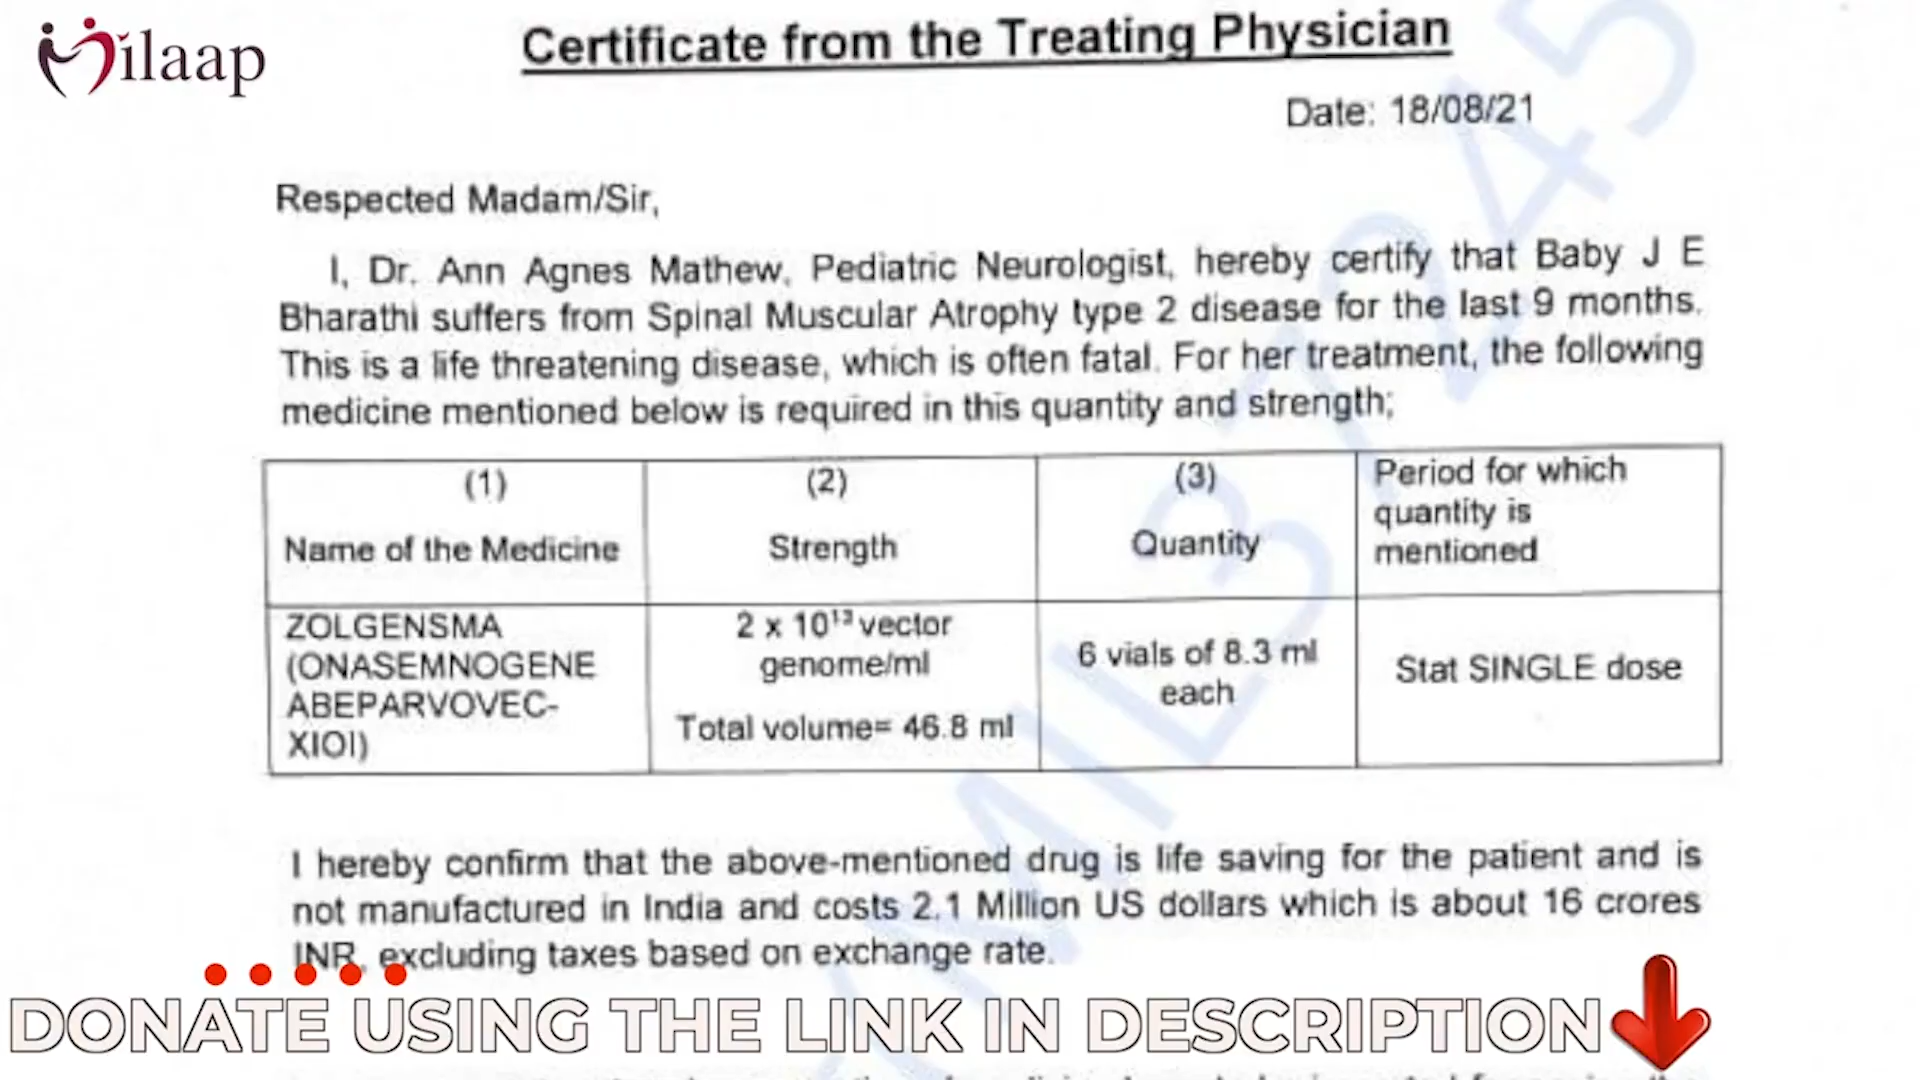 Milaap
Certificate from the Treating Physician
Date: 18/08/21
Respected Madam/Sir,
I, Dr. Ann Agnes Mathew, Pediatric Neurologist, hereby certify that Baby J E
Bharathi suffers from Spinal Muscular Atrophy type 2 disease for the last 9 months.
This is a life threatening disease, which is often fatal. For her treatment, the following
medicine mentioned below is required in this quantity and strength;
(1)
Name of the Medicine
(2)
Strength
(3)
Quantity
Period for which
quantity is
mentioned
ZOLGENSMA
(ONASEMNOGENE
ABEPARVOVEC-
XIOI)
2 x 10¹³ vector
genome/ml
Total volume= 46.8 ml
6 vials of 8.3 ml
each
Stat SINGLE dose
I hereby confirm that the above-mentioned drug is life saving for the patient and is
not manufactured in India and costs 2.1 Million US dollars which is about 16 crores
INR, excluding taxes based on exchange rate.
DONATE USING THE LINK IN DESCRIPTION